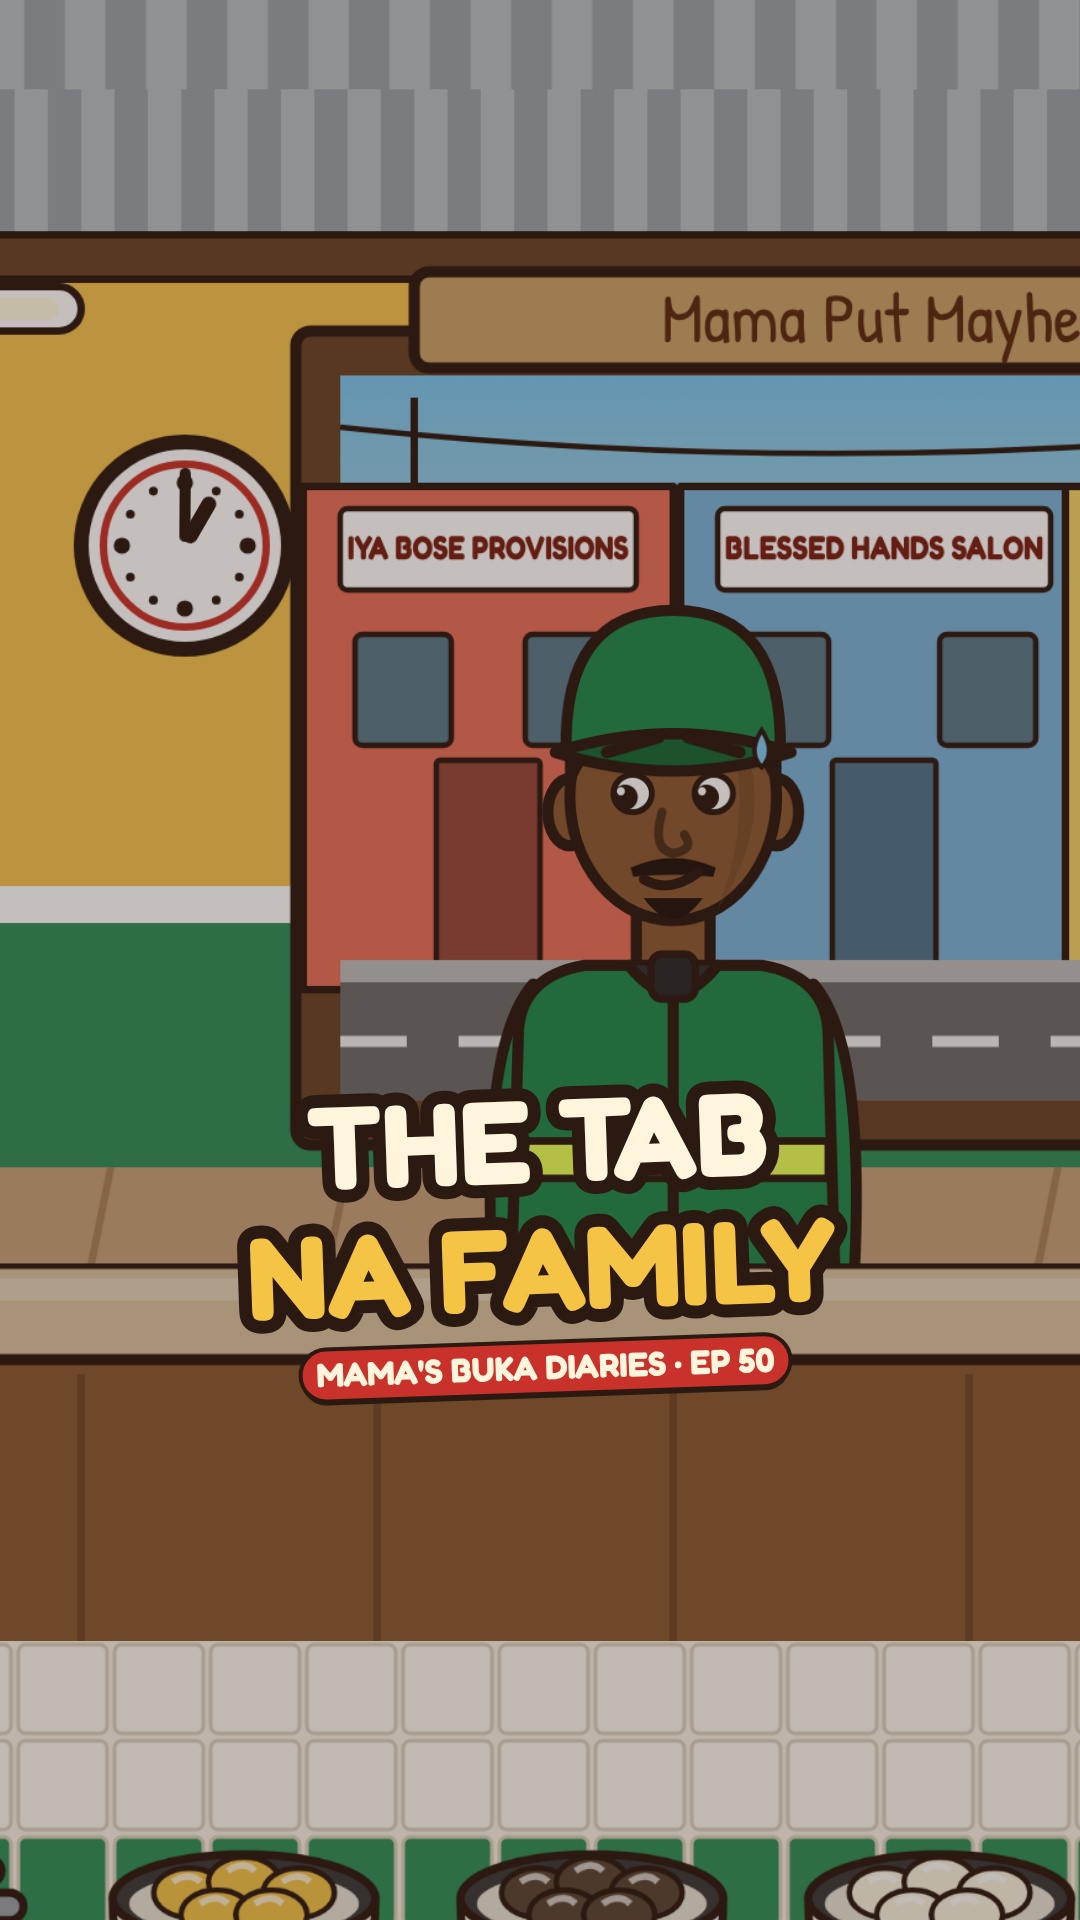 Mama Put Mayhe
IYA BOSE PROVISIONS
BLESSED HANDS SALON
THE TAB
NA FAMILY
MAMA'S BUKA DIARIES • EP 50